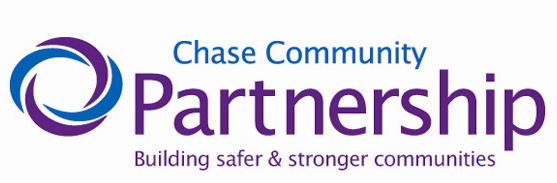 Chase Community
Partnership
Building safer & stronger communities